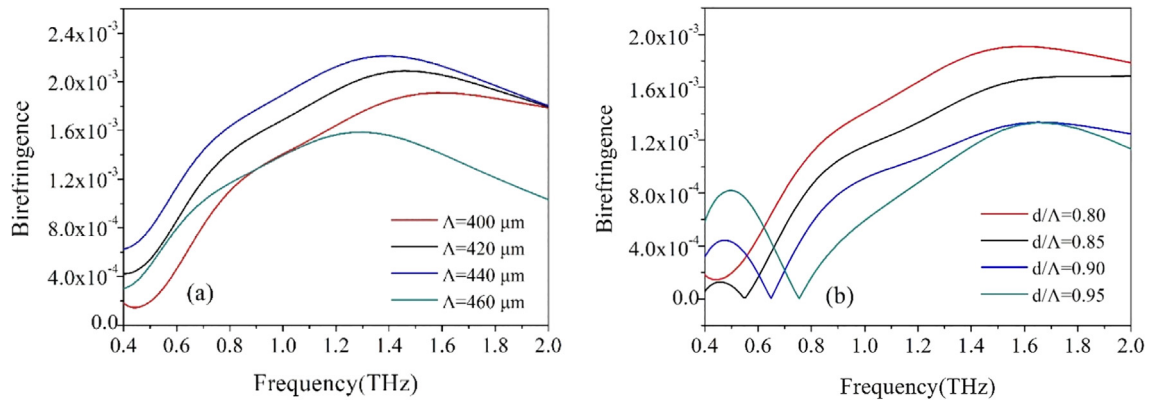 2.4x10⁻³
2.0x10⁻³
1.6x10⁻³
1.2x10⁻³
8.0x10⁻⁴
4.0x10⁻⁴
0.0
Birefringence
Λ=400 μm
Λ=420 μm
Λ=440 μm
Λ=460 μm
(a)
0.4 0.6 0.8 1.0 1.2 1.4 1.6 1.8 2.0
Frequency(THz)
2.0x10⁻³
1.6x10⁻³
1.2x10⁻³
8.0x10⁻⁴
4.0x10⁻⁴
0.0
Birefringence
d/Λ=0.80
d/Λ=0.85
d/Λ=0.90
d/Λ=0.95
(b)
0.4 0.6 0.8 1.0 1.2 1.4 1.6 1.8 2.0
Frequency(THz)